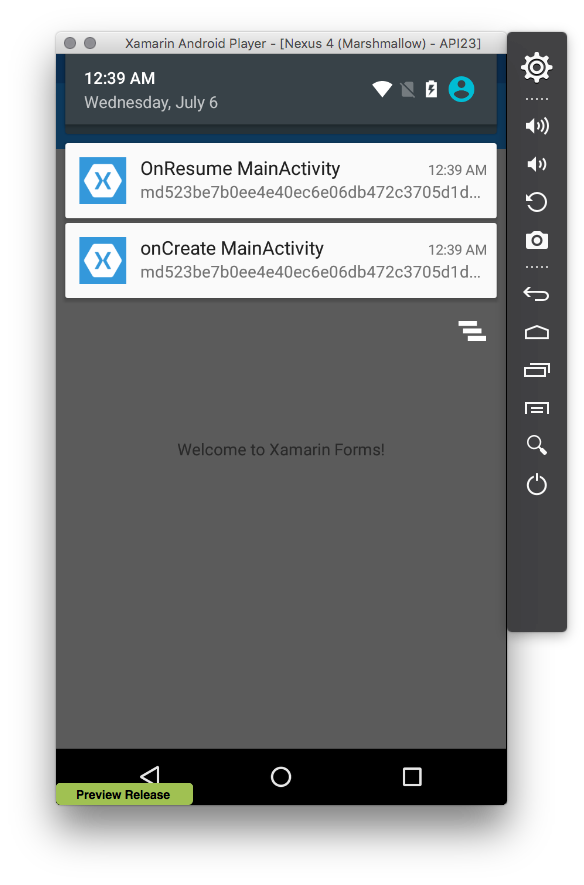 Xamarin Android Player - [Nexus 4 (Marshmallow) - API23]
12:39 AM
Wednesday, July 6
OnResume MainActivity 12:39 AM
md523be7b0ee4e40ec6e06db472c3705d1d...
onCreate MainActivity 12:39 AM
md523be7b0ee4e40ec6e06db472c3705d1d...
Welcome to Xamarin Forms!
Preview Release